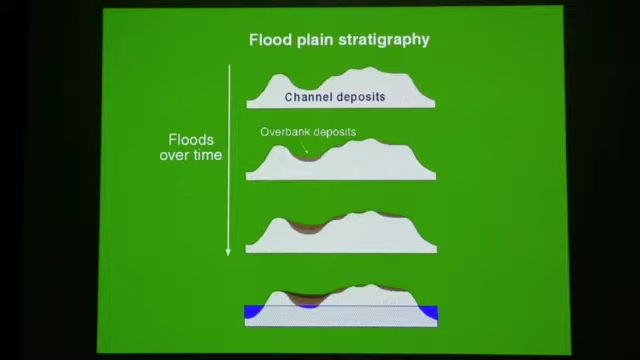 Flood plain stratigraphy
Channel deposits
Overbank deposits
Floods
over time